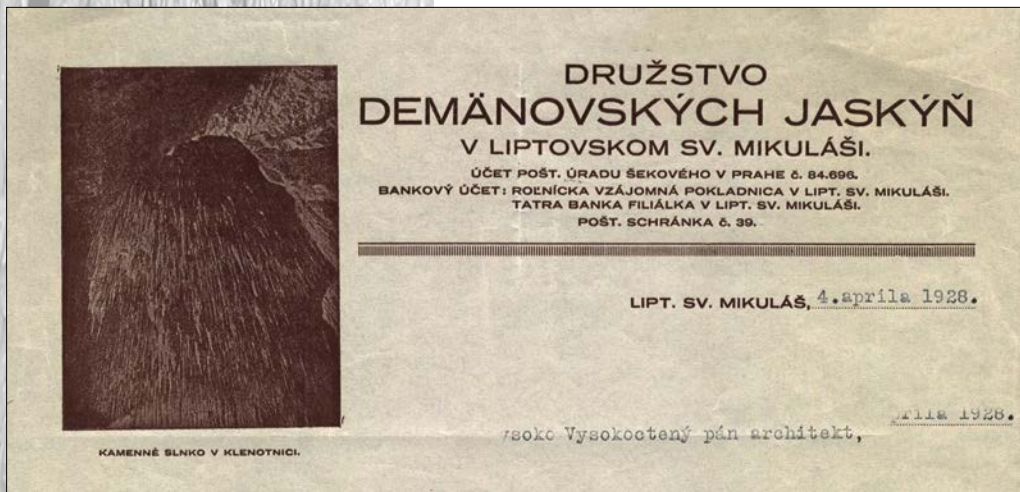 DRUŽSTVO
DEMÄNOVSKÝCH JASKÝŇ
V LIPTOVSKOM SV. MIKULÁŠI.
ÚČET POŠT. ÚRADU ŠEKOVÉHO V PRAHE č. 84.696.
BANKOVÝ ÚČET: ROĽNÍCKA VZÁJOMNÁ POKLADNICA V LIPT. SV. MIKULÁŠI.
TATRA BANKA FILIÁLKA V LIPT. SV. MIKULÁŠI.
POŠT. SCHRÁNKA č. 39.
LIPT. SV. MIKULÁŠ, 4.apríla 1928.
1928.
Vysokoctený pán architekt,
KAMENNÉ SLNKO V KLENOTNICI.